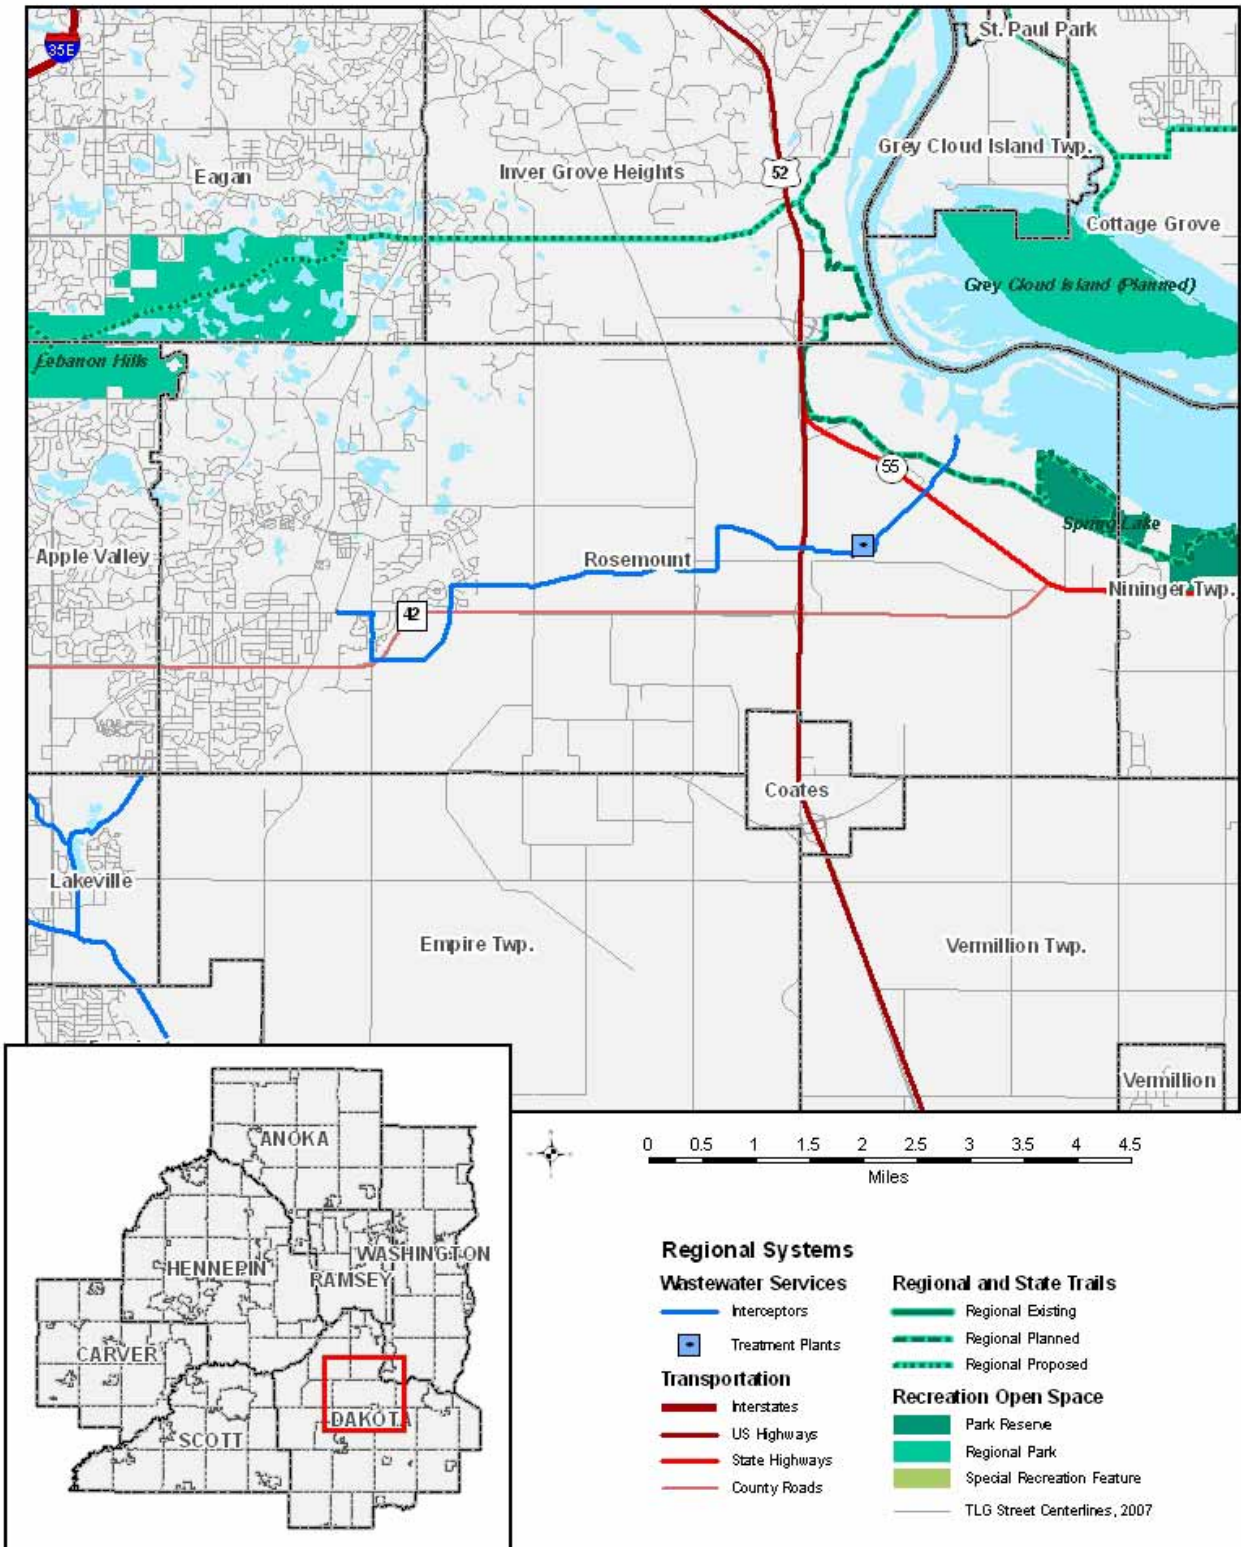 35E
St. Paul Park
Grey Cloud Island Twp.
52
Inver Grove Heights
Eagan
Cottage Grove
Grey Cloud Island (Planned)
Lebanon Hills
55
Spring Lake
Apple Valley
Rosemount
Nininger Twp.
42
Coates
Lakeville
Empire Twp.
Vermillion Twp.
Vermillion
ANOKA
WASHINGTON
HENNEPIN
RAMSEY
CARVER
DAKOTA
SCOTT
0 0.5 1 1.5 2 2.5 3 3.5 4 4.5
Miles
Regional Systems
Wastewater Services
Interceptors
Treatment Plants
Transportation
Interstates
US Highways
State Highways
County Roads
Regional and State Trails
Regional Existing
Regional Planned
Regional Proposed
Recreation Open Space
Park Reserve
Regional Park
Special Recreation Feature
TLG Street Centerlines, 2007